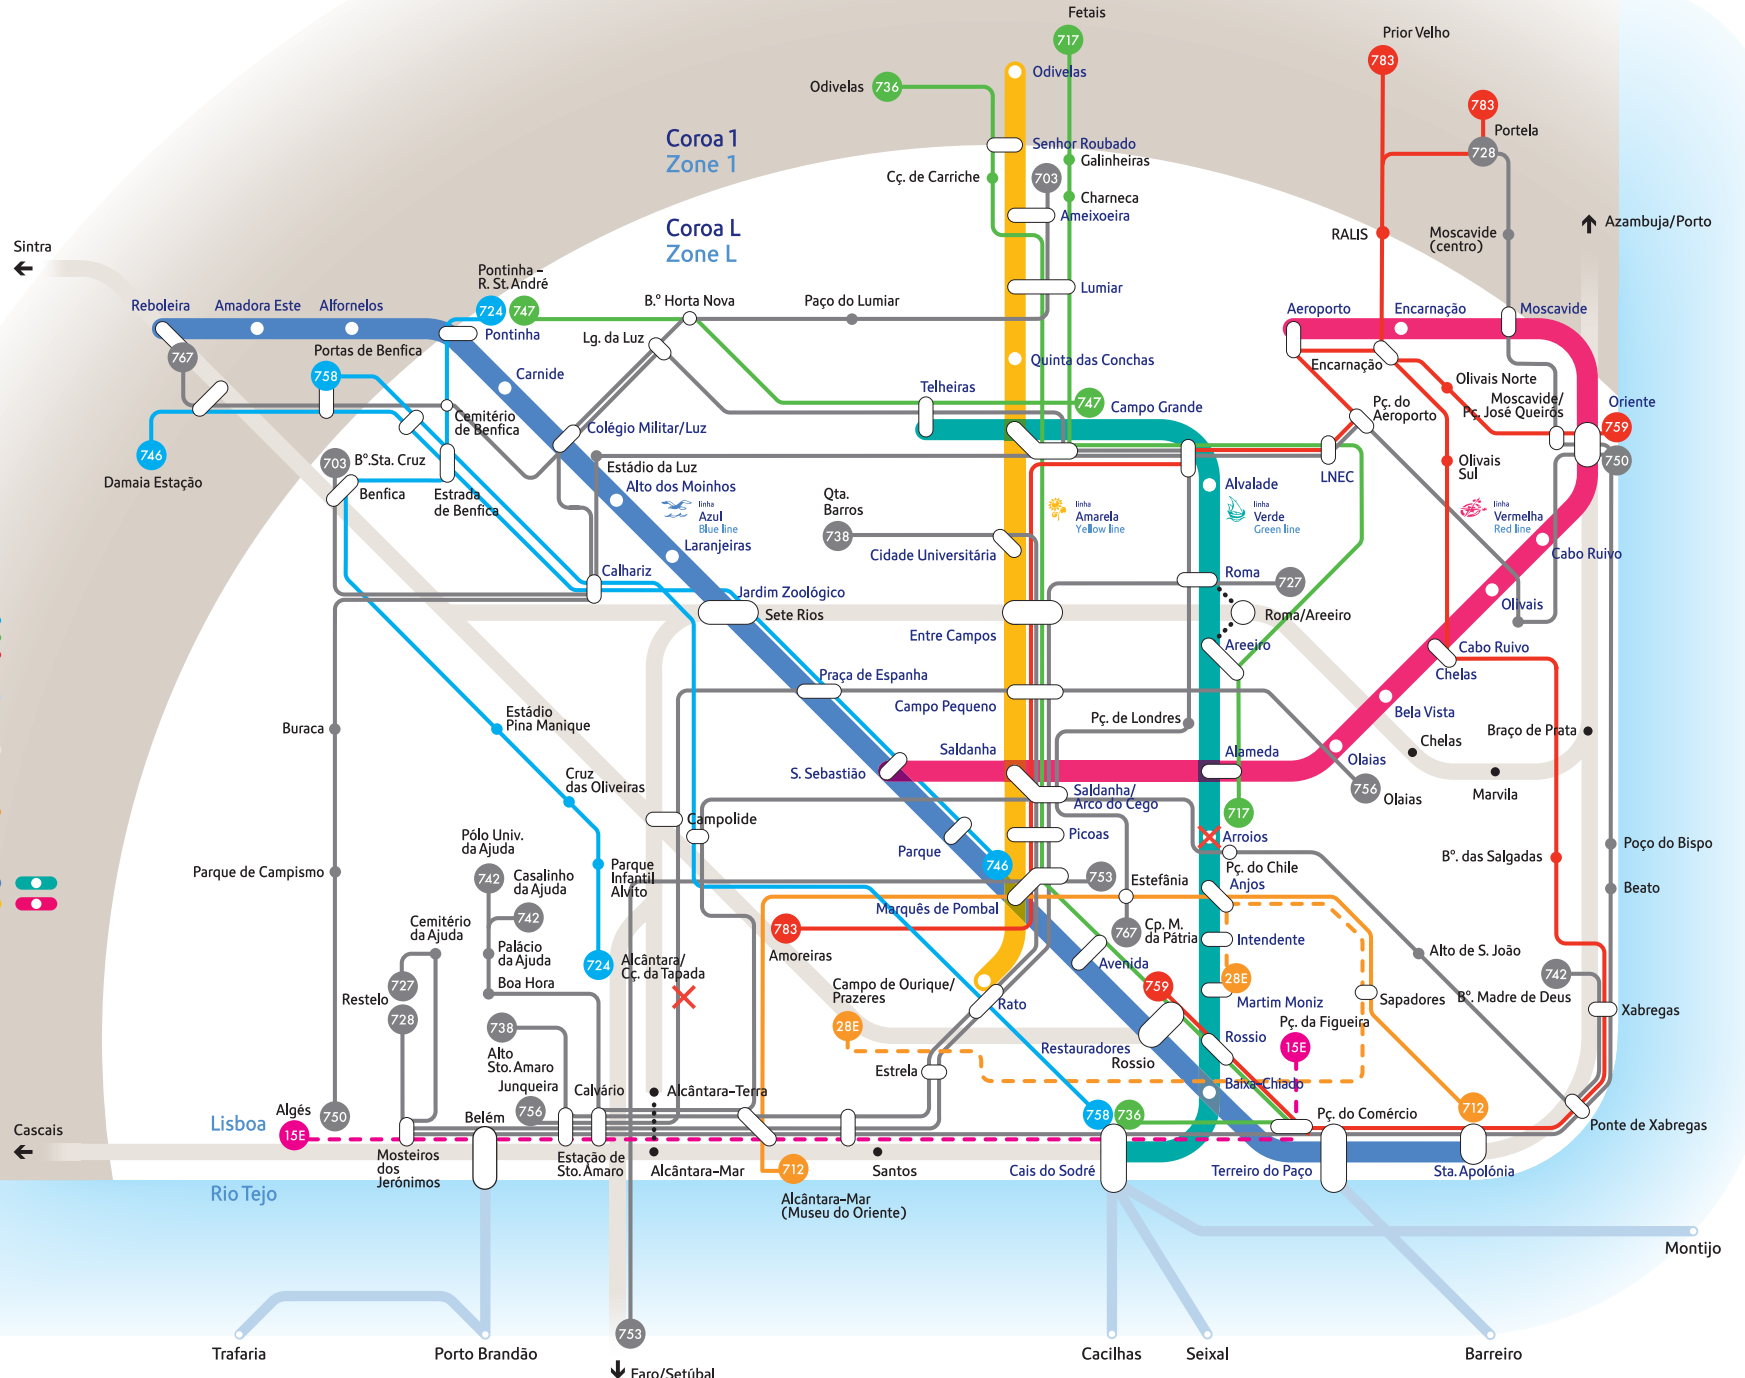 Fetais
717
Prior Velho
783
Odivelas
736
Odivelas
783
Portela
728
Coroa 1
Zone 1
Senhor Roubado
Galinheiras
Cç. de Carriche
703
Charneca
Ameixoeira
Coroa L
Zone L
RALIS
Moscavide
(centro)
Azambuja/Porto
Sintra
Pontinha -
R. St. André
724
747
B.º Horta Nova
Paço do Lumiar
Lumiar
Reboleira
Amadora Este
Alfornelos
Pontinha
Lg. da Luz
Aeroporto
Encarnação
Moscavide
767
Portas de Benfica
758
Carnide
Quinta das Conchas
Encarnação
Telheiras
747
Campo Grande
Olivais Norte
Moscavide/
Pç. José Queirós
Oriente
759
Pç. do
Aeroporto
Cemitério
de Benfica
Colégio Militar/Luz
746
Damaia Estação
703
Bº.Sta. Cruz
Benfica
Estrada
de Benfica
Estádio da Luz
Alto dos Moinhos
750
Olivais
Sul
LNEC
Alvalade
linha
Azul
Blue line
linha
Amarela
Yellow line
linha
Verde
Green line
linha
Vermelha
Red line
Qta.
Barros
738
Cidade Universitária
Laranjeiras
Cabo Ruivo
Calhariz
Roma
727
Jardim Zoológico
Sete Rios
Roma/Areeiro
Olivais
Entre Campos
Areeiro
Cabo Ruivo
Chelas
Praça de Espanha
Campo Pequeno
Pç. de Londres
Bela Vista
Estádio
Pina Manique
Buraca
Braço de Prata
Chelas
Saldanha
S. Sebastião
Alameda
Olaias
756
Olaias
Marvila
Cruz
das Oliveiras
Saldanha/
Arco do Cego
717
Campolide
Picoas
Arroios
Pólo Univ.
da Ajuda
Parque
Pç. do Chile
Poço do Bispo
Bº. das Salgadas
Parque de Campismo
742
Casalinho
da Ajuda
742
Parque
Infantil
Alvito
746
753
Estefânia
Anjos
Beato
Marquês de Pombal
Cemitério
da Ajuda
783
Amoreiras
767
Cp. M.
da Pátria
Intendente
Palácio
da Ajuda
724
Alcântara/
Cç. da Tapada
Avenida
Alto de S. João
Restelo
727
728
Boa Hora
Campo de Ourique/
Prazeres
28E
Rato
759
28E
Martim Moniz
Sapadores
742
Bº. Madre de Deus
Xabregas
738
Alto
Sto. Amaro
Restauradores
Rossio
Rossio
Pç. da Figueira
15E
Junqueira
756
Calvário
Estrela
Baixa-Chiado
Alcântara-Terra
Lisboa
Algés
15E
750
Belém
758
736
Pç. do Comércio
712
Ponte de Xabregas
Cascais
Mosteiros
dos
Jerónimos
Estação de
Sto. Amaro
Alcântara-Mar
712
Santos
Cais do Sodré
Terreiro do Paço
Sta. Apolónia
Rio Tejo
Alcântara-Mar
(Museu do Oriente)
Montijo
753
Trafaria
Porto Brandão
Cacilhas
Seixal
Barreiro
Faro/Setúbal